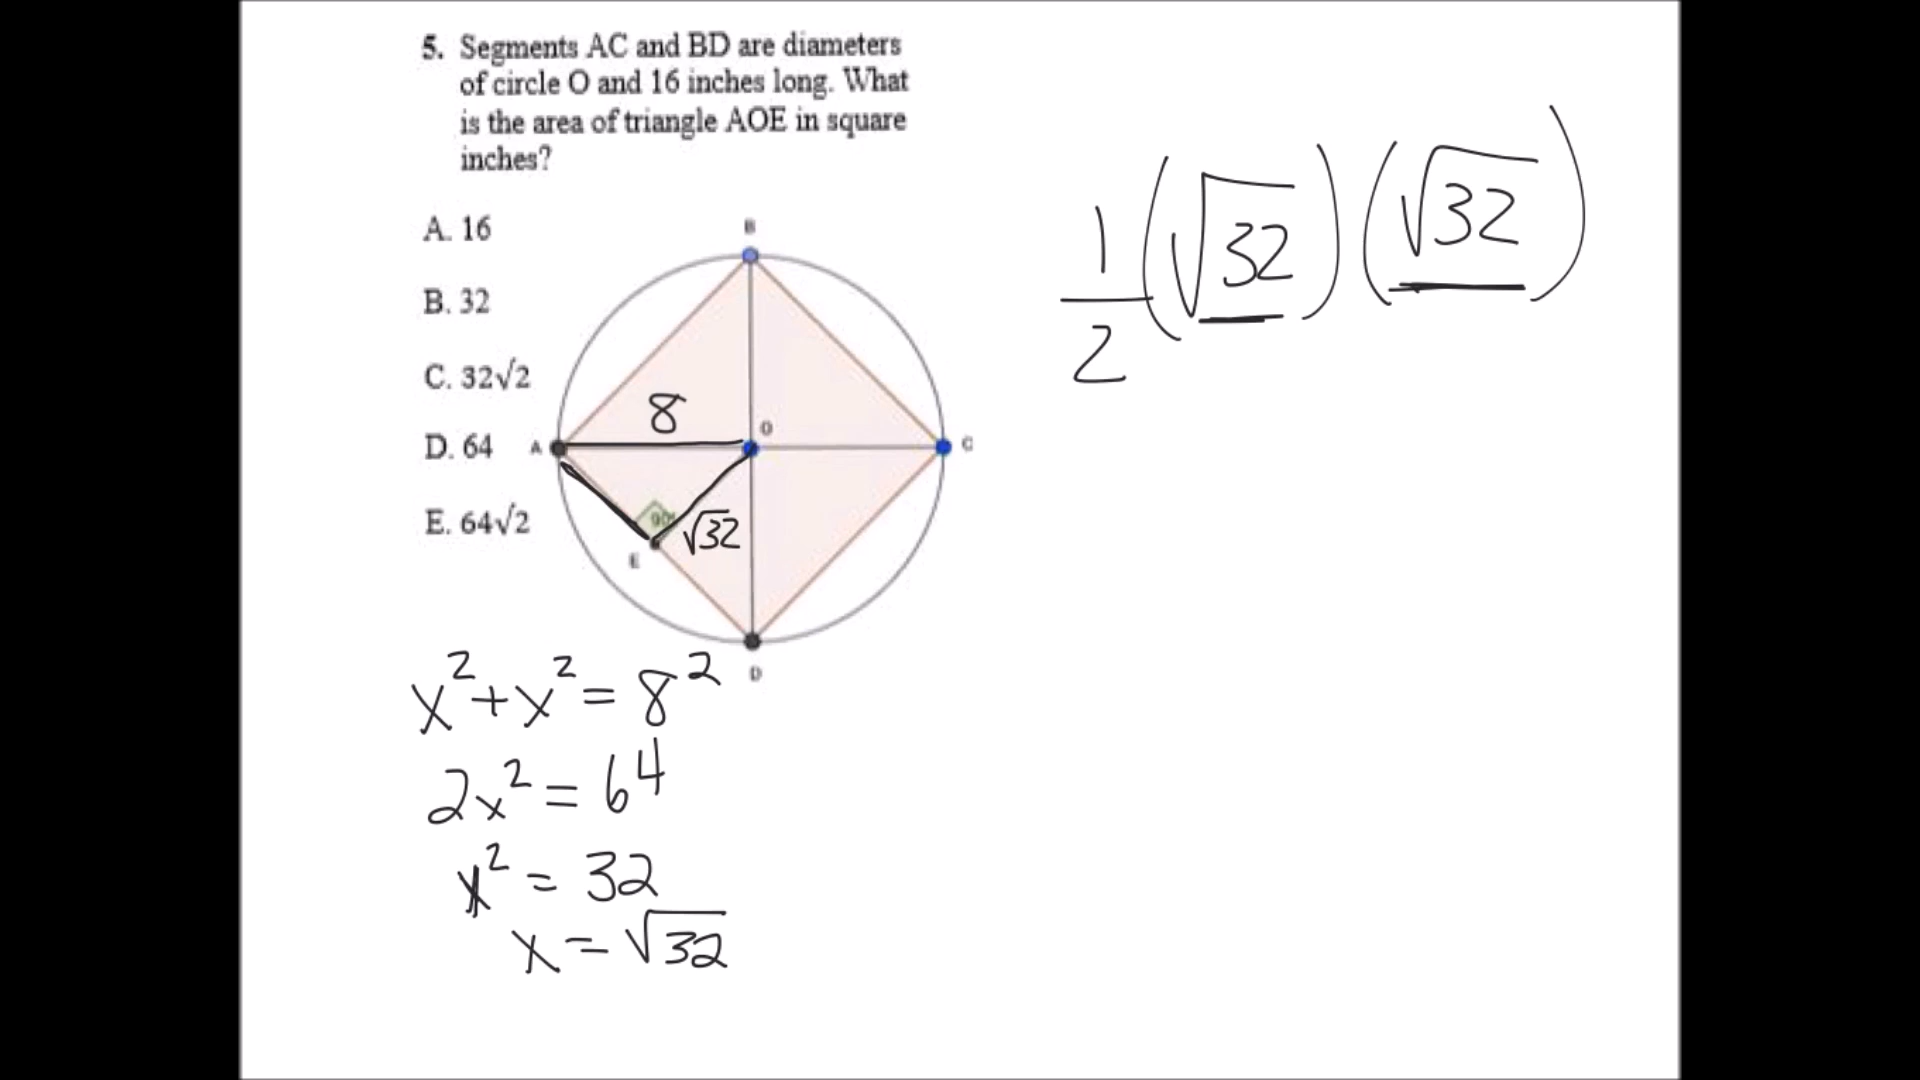 5. Segments AC and BD are diameters
of circle O and 16 inches long. What
is the area of triangle AOE in square
inches?
A. 16
B. 32
C. 32√2
D. 64
E. 64√2
B
8
O
A
C
90°
√32
E
D
1/2 (√32) (√32)
x² + x² = 8²
2x² = 64
x² = 32
x = √32